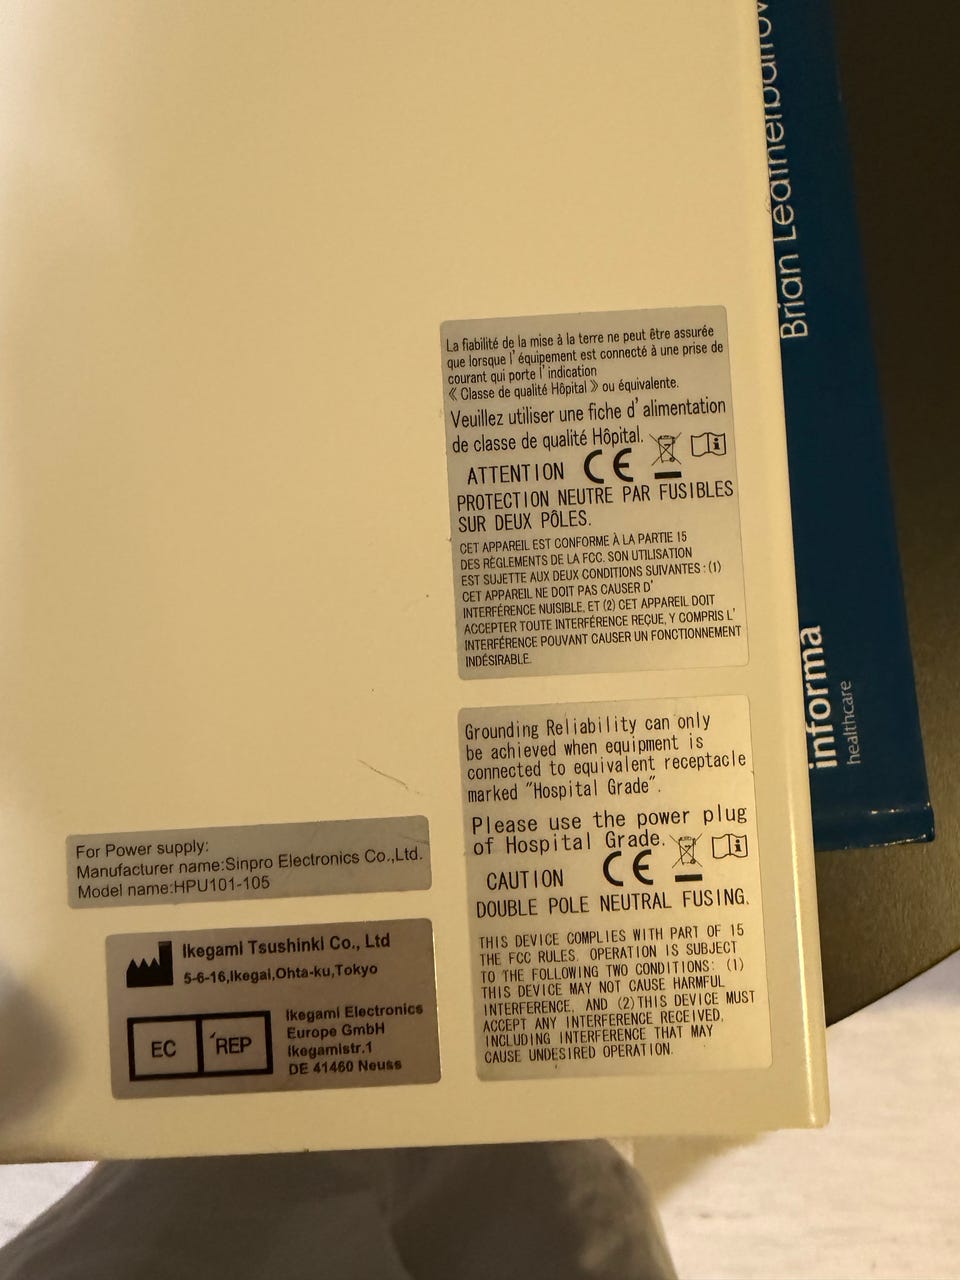 La fiabilité de la mise à la terre ne peut être assurée
que lorsque l'équipement est connecté à une prise de
courant qui porte l'indication
《 Classe de qualité Hôpital 》 ou équivalente.
Veuillez utiliser une fiche d'alimentation
de classe de qualité Hôpital.
ATTENTION CE
PROTECTION NEUTRE PAR FUSIBLES
SUR DEUX PÔLES.
CET APPAREIL EST CONFORME À LA PARTIE 15
DES RÈGLEMENTS DE LA FCC. SON UTILISATION
EST SUJETTE AUX DEUX CONDITIONS SUIVANTES : (1)
CET APPAREIL NE DOIT PAS CAUSER D'
INTERFÉRENCE NUISIBLE, ET (2) CET APPAREIL DOIT
ACCEPTER TOUTE INTERFÉRENCE REÇUE, Y COMPRIS L'
INTERFÉRENCE POUVANT CAUSER UN FONCTIONNEMENT
INDÉSIRABLE.
Grounding Reliability can only
be achieved when equipment is
connected to equivalent receptacle
marked "Hospital Grade".
Please use the power plug
of Hospital Grade.
CAUTION CE
DOUBLE POLE NEUTRAL FUSING.
THIS DEVICE COMPLIES WITH PART OF 15
THE FCC RULES. OPERATION IS SUBJECT
TO THE FOLLOWING TWO CONDITIONS: (1)
THIS DEVICE MAY NOT CAUSE HARMFUL
INTERFERENCE, AND (2) THIS DEVICE MUST
ACCEPT ANY INTERFERENCE RECEIVED,
INCLUDING INTERFERENCE THAT MAY
CAUSE UNDESIRED OPERATION.
For Power supply:
Manufacturer name:Sinpro Electronics Co.,Ltd.
Model name:HPU101-105
Ikegami Tsushinki Co., Ltd
5-6-16,Ikegai,Ohta-ku,Tokyo
EC REP
Ikegami Electronics
Europe GmbH
Ikegamistr.1
DE 41460 Neuss
Brian
informa
healthcare